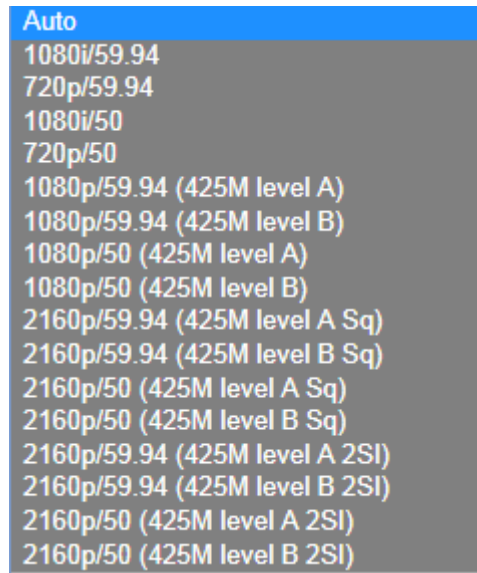 Auto
1080i/59.94
720p/59.94
1080i/50
720p/50
1080p/59.94 (425M level A)
1080p/59.94 (425M level B)
1080p/50 (425M level A)
1080p/50 (425M level B)
2160p/59.94 (425M level A Sq)
2160p/59.94 (425M level B Sq)
2160p/50 (425M level A Sq)
2160p/50 (425M level B Sq)
2160p/59.94 (425M level A 2SI)
2160p/59.94 (425M level B 2SI)
2160p/50 (425M level A 2SI)
2160p/50 (425M level B 2SI)